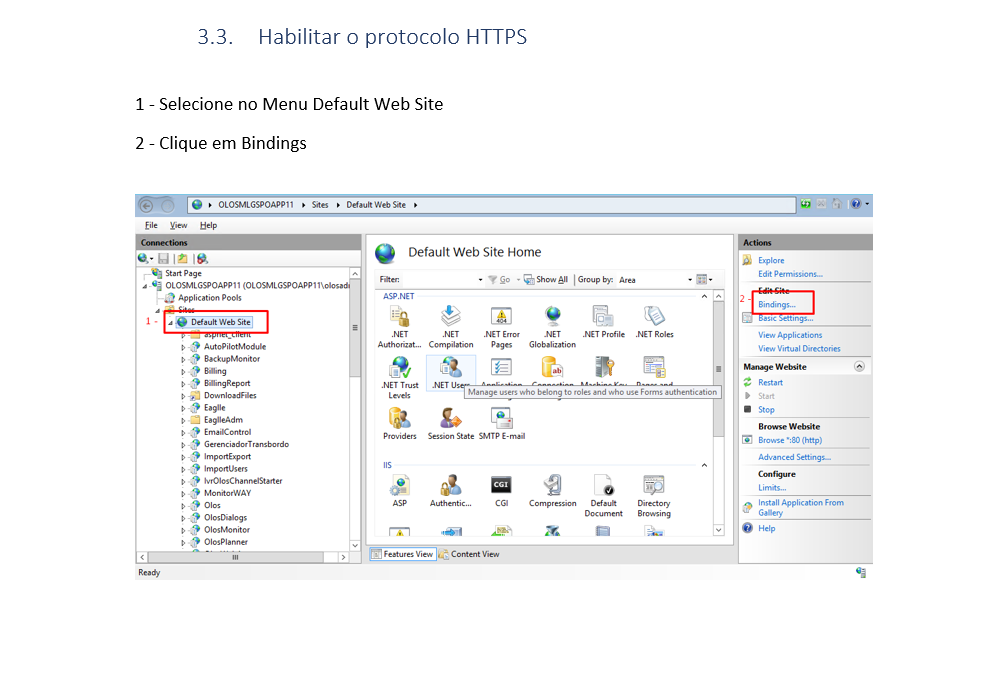 3.3. Habilitar o protocolo HTTPS
1 - Selecione no Menu Default Web Site
2 - Clique em Bindings
OLOSMLGSPOAPP11 Sites Default Web Site
File View Help
Connections
Start Page
OLOSMLGSPOAPP11 (OLOSMLGSPOAPP11\olosadi
Application Pools
Sites
1 - Default Web Site
aspnet_client
AutoPilotModule
BackupMonitor
Billing
BillingReport
DownloadFiles
Eaglle
EaglleAdm
EmailControl
GerenciadorTransbordo
ImportExport
ImportUsers
IvrOlosChannelStarter
MonitorWAY
Olos
OlosDialogs
OlosMonitor
OlosPlanner
Default Web Site Home
Filter: Go Show All Group by: Area
ASP.NET
.NET Authorizat... .NET Compilation .NET Error Pages .NET Globalization .NET Profile .NET Roles
.NET Trust Levels .NET Users Application Connection Machine Key Pages and
Manage users who belong to roles and who use Forms authentication
Providers Session State SMTP E-mail
IIS
ASP Authentic... CGI Compression Default Document Directory Browsing
Features View Content View
Actions
Explore
Edit Permissions...
Edit Site
2 - Bindings...
Basic Settings...
View Applications
View Virtual Directories
Manage Website
Restart
Start
Stop
Browse Website
Browse *:80 (http)
Advanced Settings...
Configure
Limits...
Install Application From
Gallery
Help
Ready